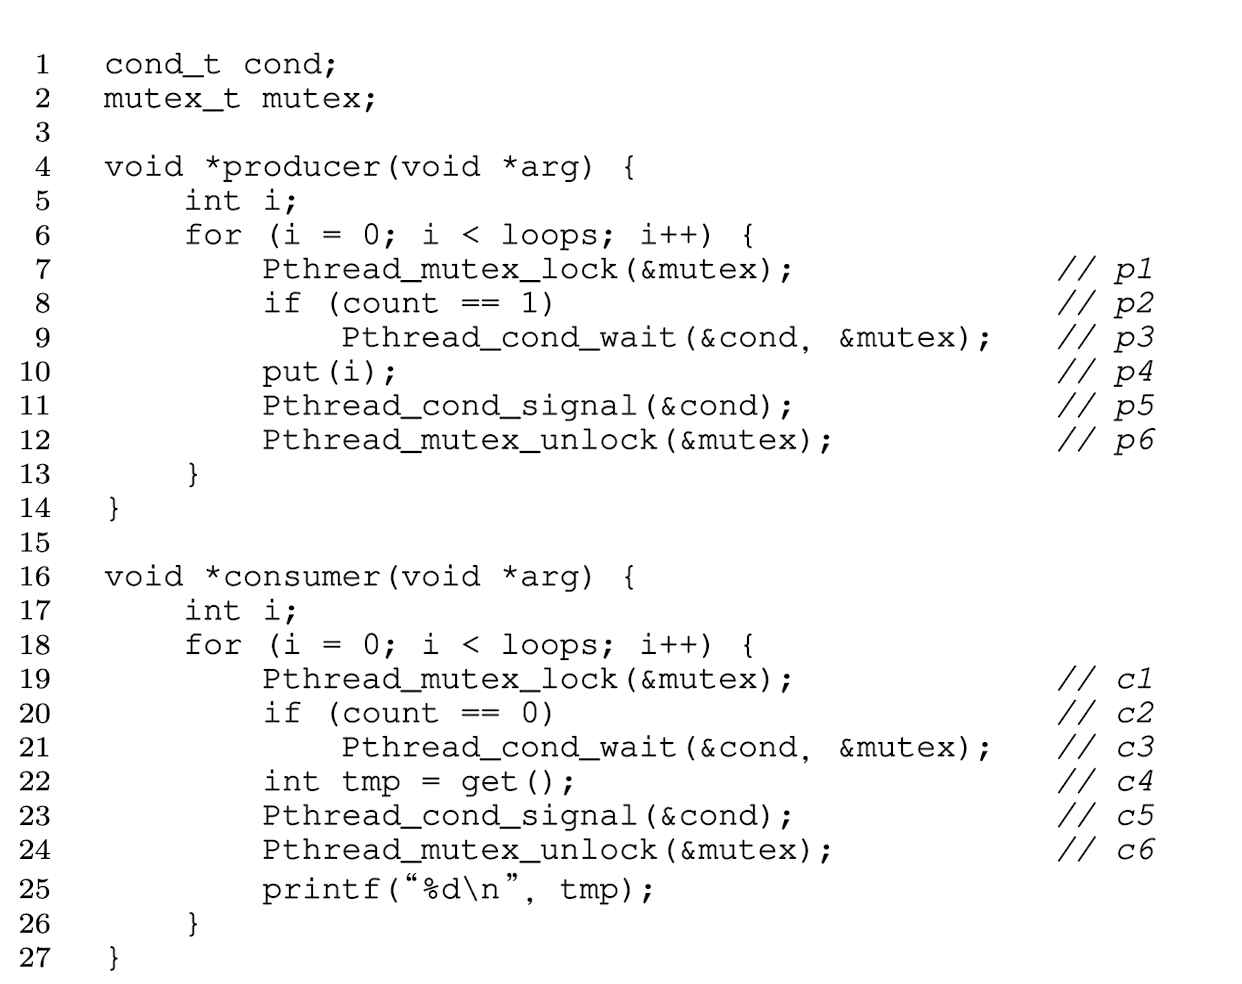 1 cond_t cond;
2 mutex_t mutex;
3
4 void *producer(void *arg) {
5 int i;
6 for (i = 0; i < loops; i++) {
7 Pthread_mutex_lock(&mutex); // p1
8 if (count == 1) // p2
9 Pthread_cond_wait(&cond, &mutex); // p3
10 put(i); // p4
11 Pthread_cond_signal(&cond); // p5
12 Pthread_mutex_unlock(&mutex); // p6
13 }
14 }
15
16 void *consumer(void *arg) {
17 int i;
18 for (i = 0; i < loops; i++) {
19 Pthread_mutex_lock(&mutex); // c1
20 if (count == 0) // c2
21 Pthread_cond_wait(&cond, &mutex); // c3
22 int tmp = get(); // c4
23 Pthread_cond_signal(&cond); // c5
24 Pthread_mutex_unlock(&mutex); // c6
25 printf(“%d\n”, tmp);
26 }
27 }